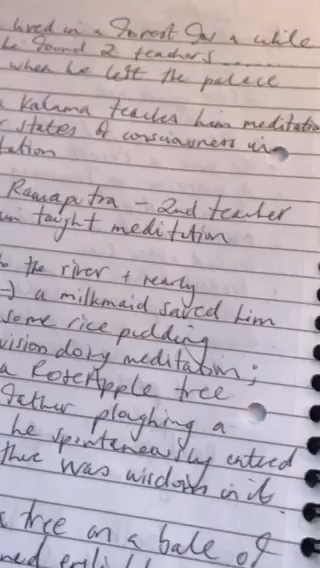 lived in a Forest for a while
he found 2 teachers ......
when he left the palace
Kalama teaches him meditation
states of consciousness in
tation
Ramaputra - 2nd teacher
taught meditation
the river + nearly
a milkmaid saved him
some rice pudding
vision doing meditation;
a RoseApple tree
Father ploughing a
he spontaneously entered
there was wisdom in it.
tree on a bale of